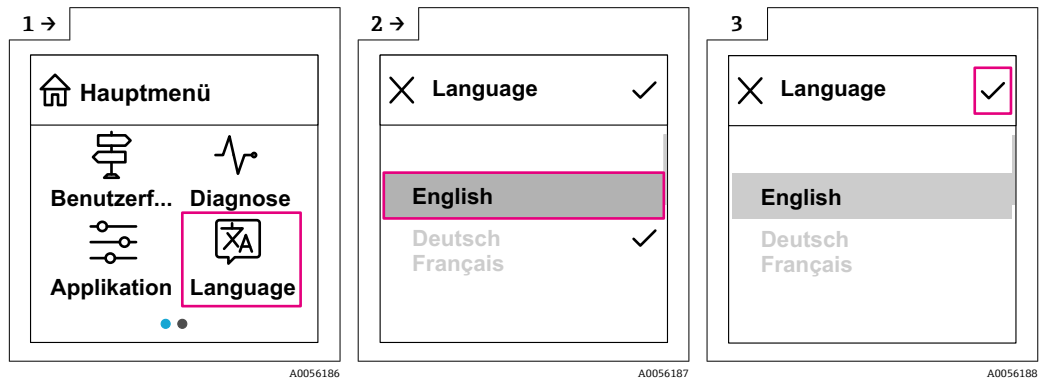 1 →
Hauptmenü
Benutzerf... Diagnose
Applikation Language
A0056186
2 →
Language
English
Deutsch
Français
A0056187
3
Language
English
Deutsch
Français
A0056188